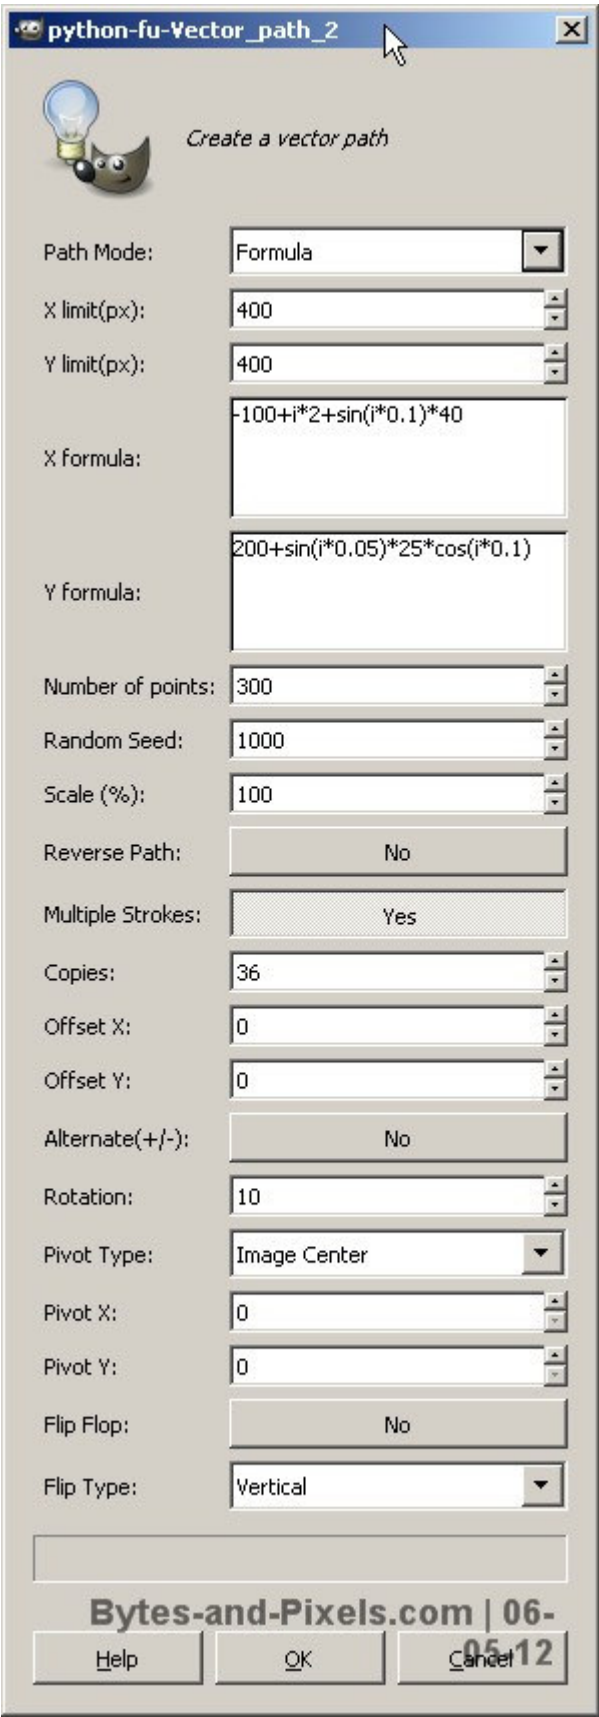 python-fu-Vector_path_2
Create a vector path
Path Mode: Formula
X limit(px): 400
Y limit(px): 400
X formula: -100+i*2+sin(i*0.1)*40
Y formula: 200+sin(i*0.05)*25*cos(i*0.1)
Number of points: 300
Random Seed: 1000
Scale (%): 100
Reverse Path: No
Multiple Strokes: Yes
Copies: 36
Offset X: 0
Offset Y: 0
Alternate(+/-): No
Rotation: 10
Pivot Type: Image Center
Pivot X: 0
Pivot Y: 0
Flip Flop: No
Flip Type: Vertical
Bytes-and-Pixels.com | 06-
05-12
Help OK Cancel